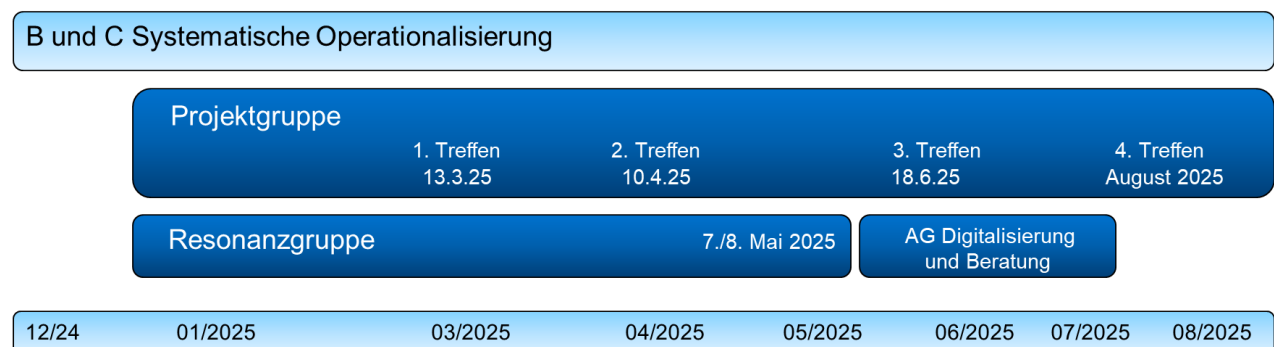 B und C Systematische Operationalisierung
Projektgruppe
1. Treffen 2. Treffen 3. Treffen 4. Treffen
13.3.25 10.4.25 18.6.25 August 2025
Resonanzgruppe 7./8. Mai 2025
AG Digitalisierung
und Beratung
12/24 01/2025 03/2025 04/2025 05/2025 06/2025 07/2025 08/2025